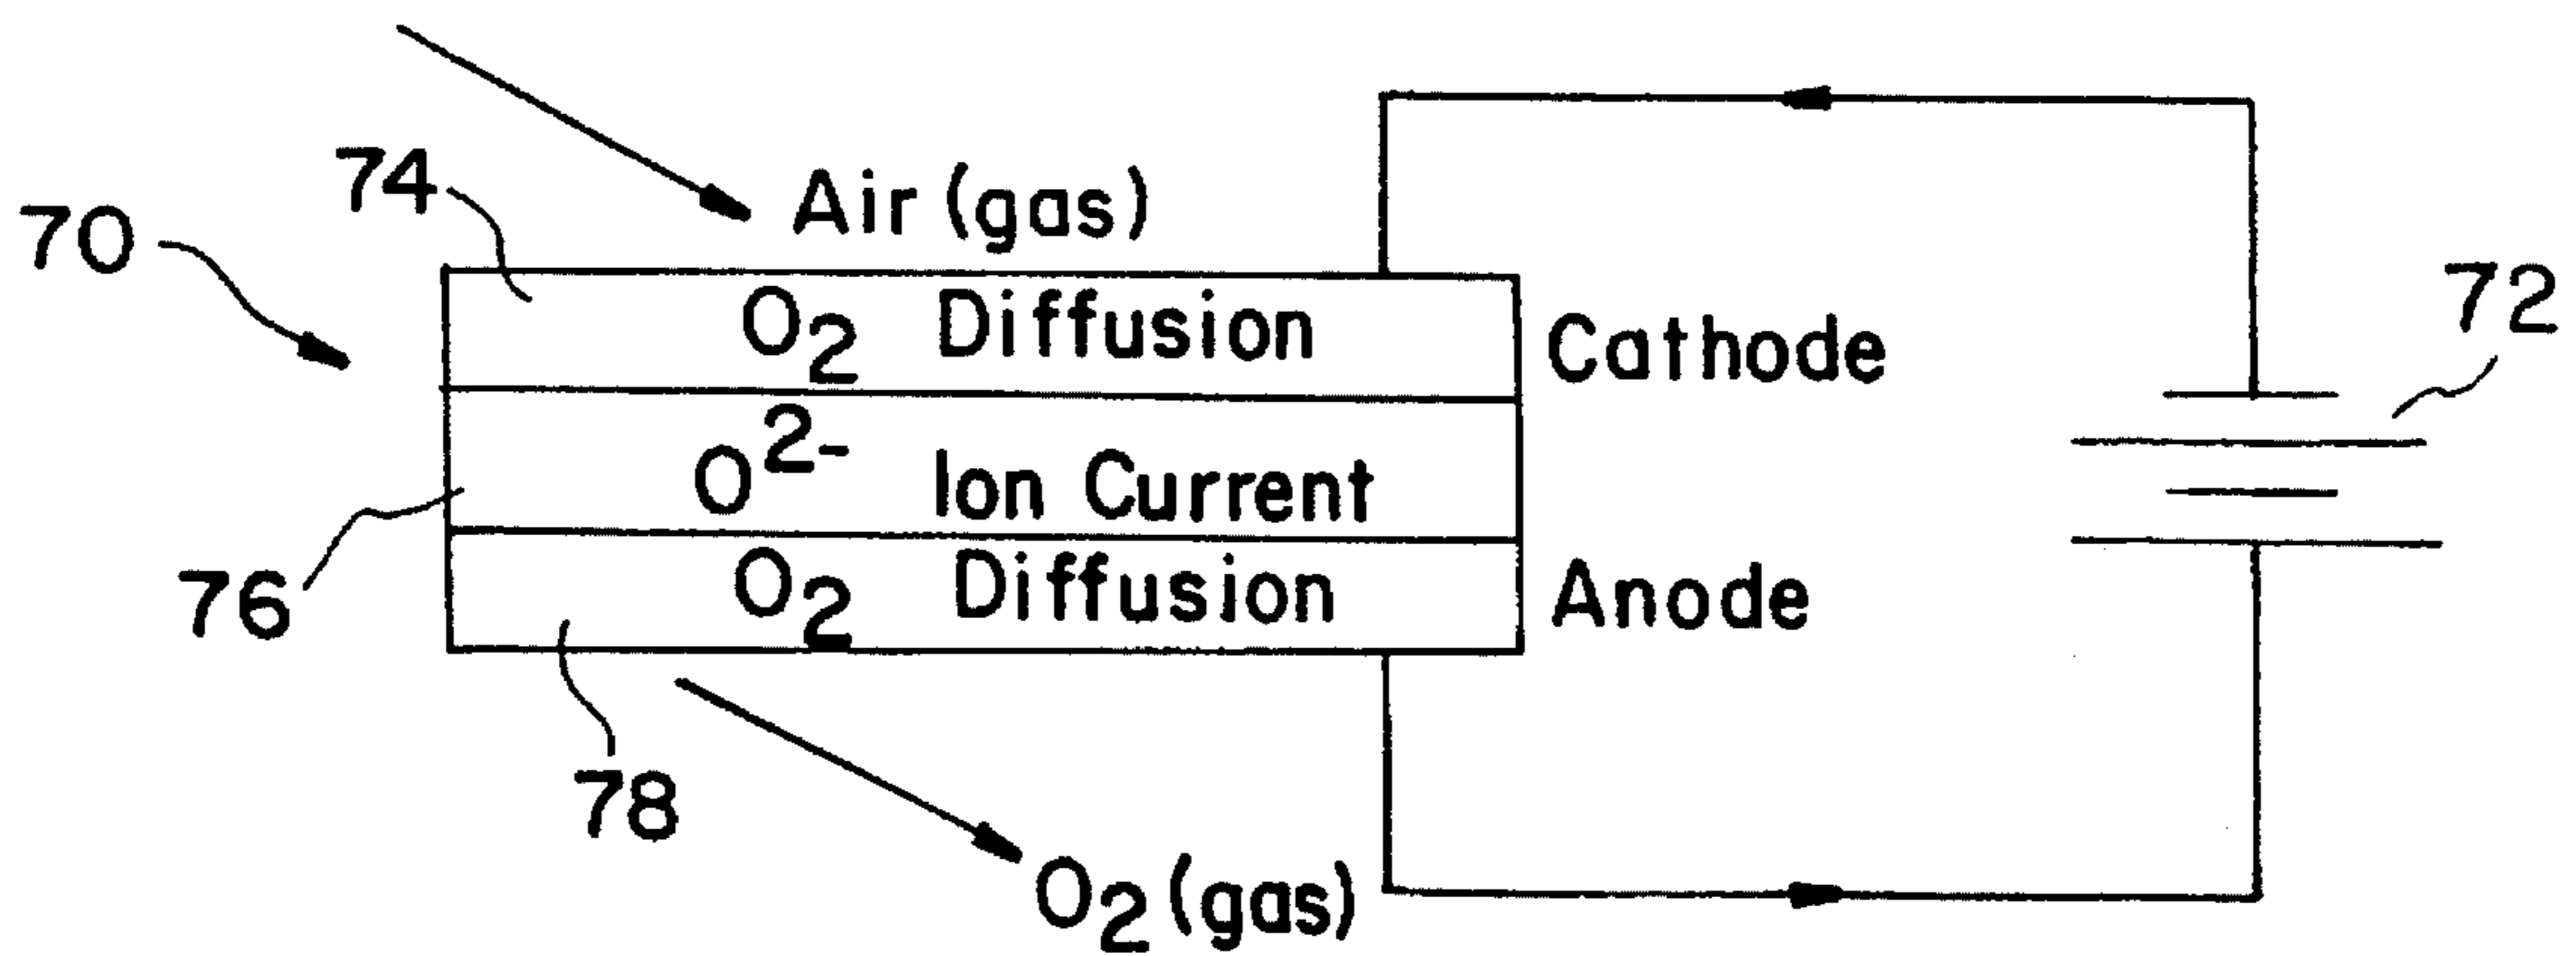 74
Air (gas)
70
72
O₂ Diffusion
Cathode
O²⁻ Ion Current
76
O₂ Diffusion
Anode
78
O₂ (gas)